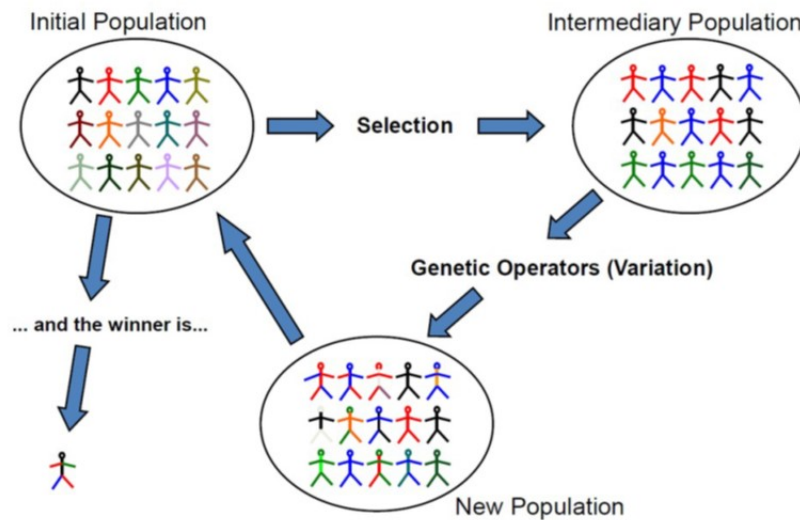 Initial Population
Intermediary Population
Selection
Genetic Operators (Variation)
... and the winner is...
New Population